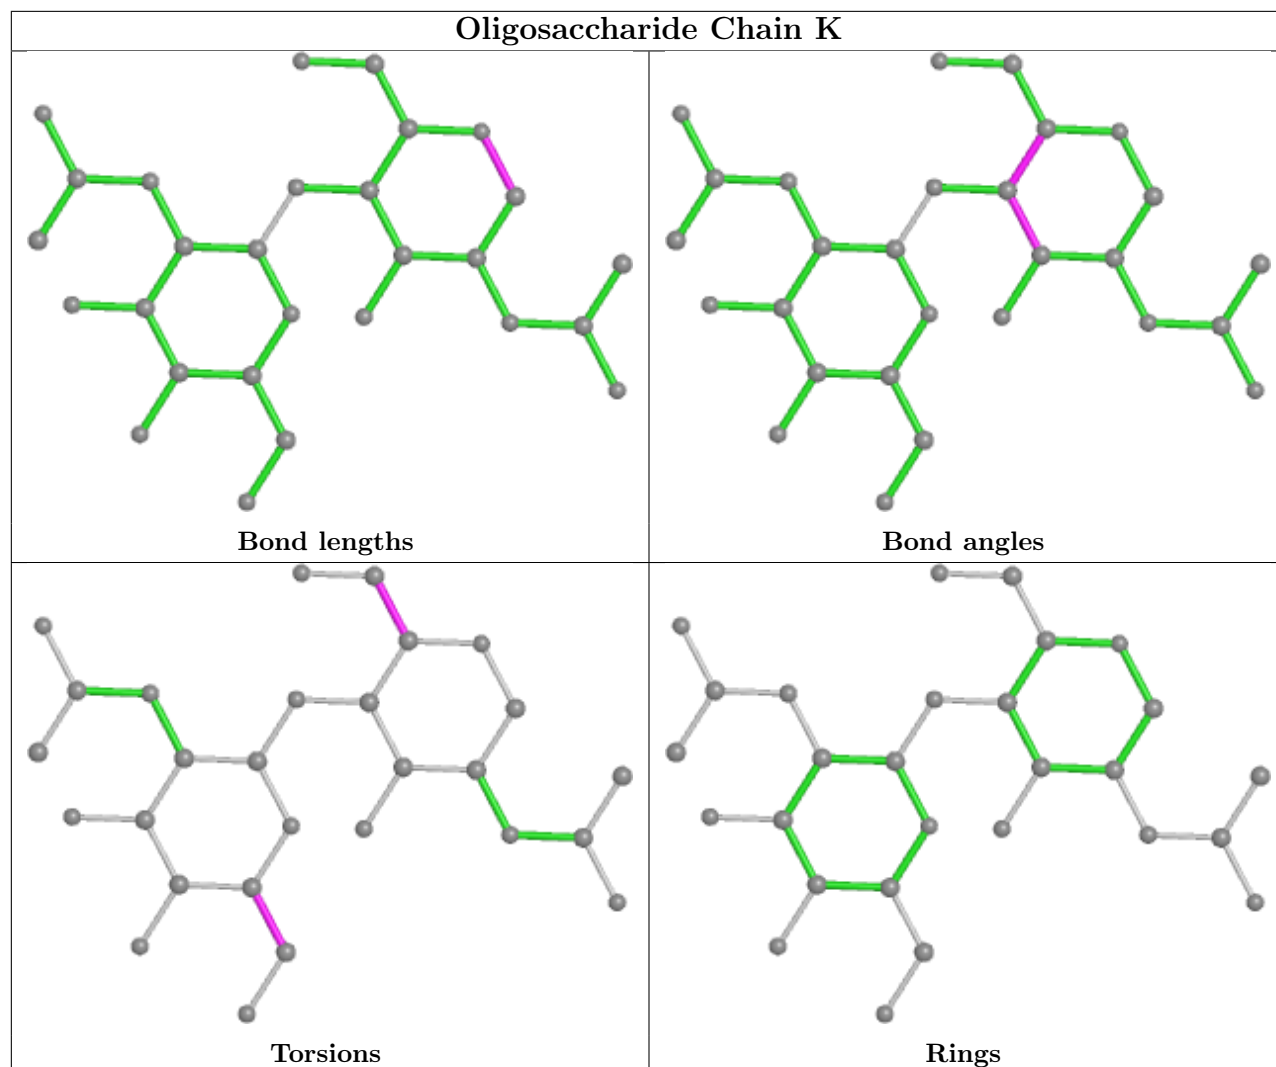 Oligosaccharide Chain K
Bond lengths
Bond angles
Torsions
Rings